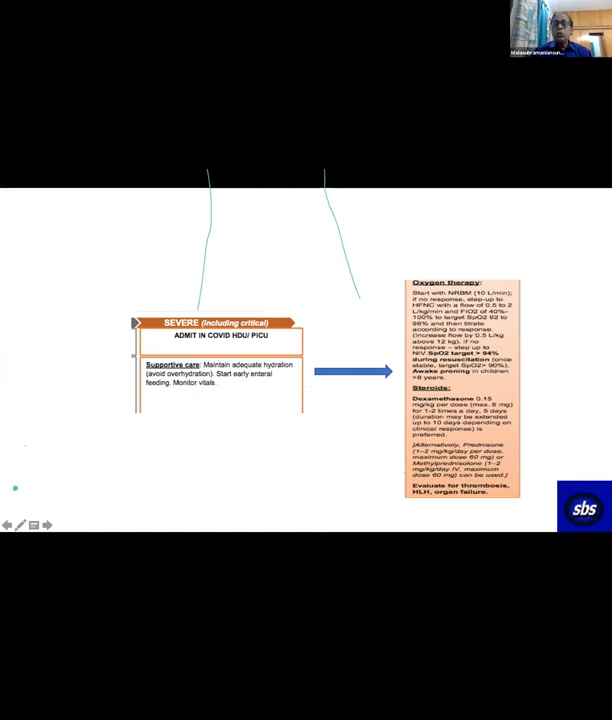 blalasubramaniansun...
SEVERE (including critical)
ADMIT IN COVID HDU/ PICU
Supportive care: Maintain adequate hydration
(avoid overhydration). Start early enteral
feeding. Monitor vitals.
Oxygen therapy:
Start with NRBM (10 L/min);
if no response, step-up to
HFNC with a flow of 0.5 to 2
L/kg/min and FiO2 of 40%-
100% to target SpO2 92 to
96% and then titrate
according to response.
(Increase flow by 0.5 L/kg
above 12 kg). If no
response – step up to
NIV.SpO2 target > 94%
during resuscitation (once
stable, target SpO2> 90%).
Awake proning in children
>8 years.
Steroids:
Dexamethasone 0.15
mg/kg per dose (max. 6 mg)
for 1-2 times a day, 5 days
(duration may be extended
up to 10 days depending on
clinical response) is
preferred.
[Alternatively, Prednisone
(1–2 mg/kg/day per dose,
maximum dose 60 mg) or
Methylprednisolone (1–2
mg/kg/day IV, maximum
dose 60 mg) can be used.]
Evaluate for thrombosis,
HLH, organ failure.
sbs